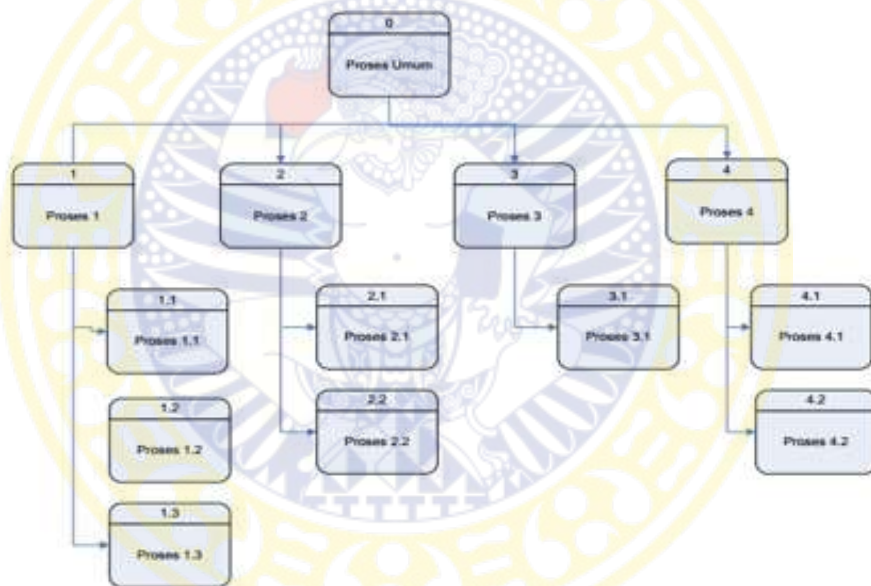 0
Proses Umum
1
Proses 1
2
Proses 2
3
Proses 3
4
Proses 4
1.1
Proses 1.1
1.2
Proses 1.2
1.3
Proses 1.3
2.1
Proses 2.1
2.2
Proses 2.2
3.1
Proses 3.1
4.1
Proses 4.1
4.2
Proses 4.2